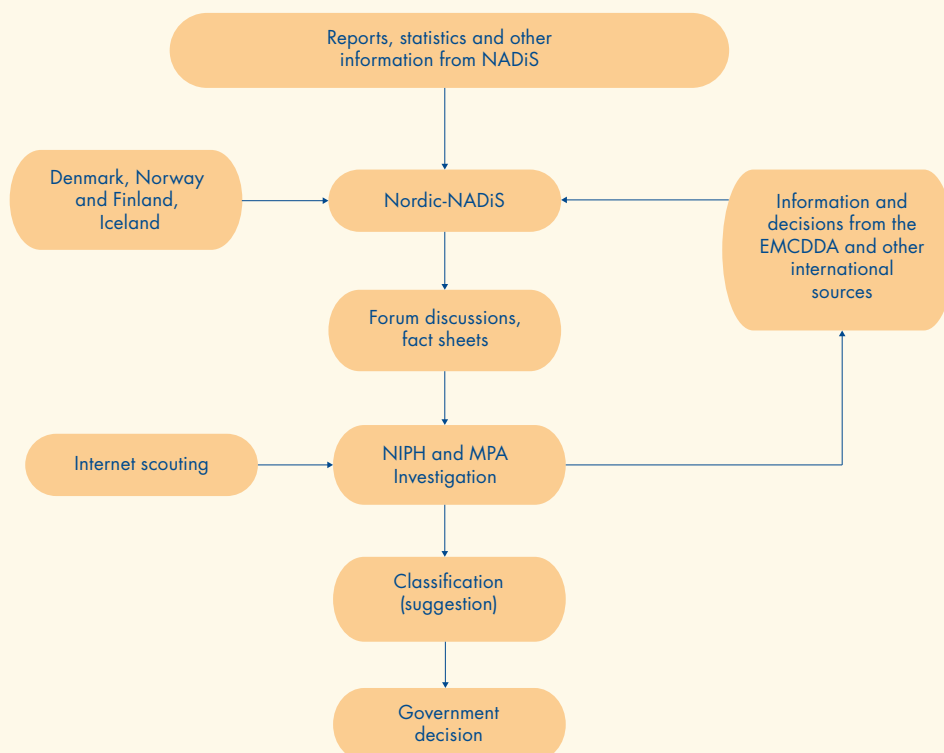 Reports, statistics and other
information from NADiS
Denmark, Norway
and Finland,
Iceland
Nordic-NADiS
Information and
decisions from the
EMCDDA and other
international
sources
Forum discussions,
fact sheets
Internet scouting
NIPH and MPA
Investigation
Classification
(suggestion)
Government
decision